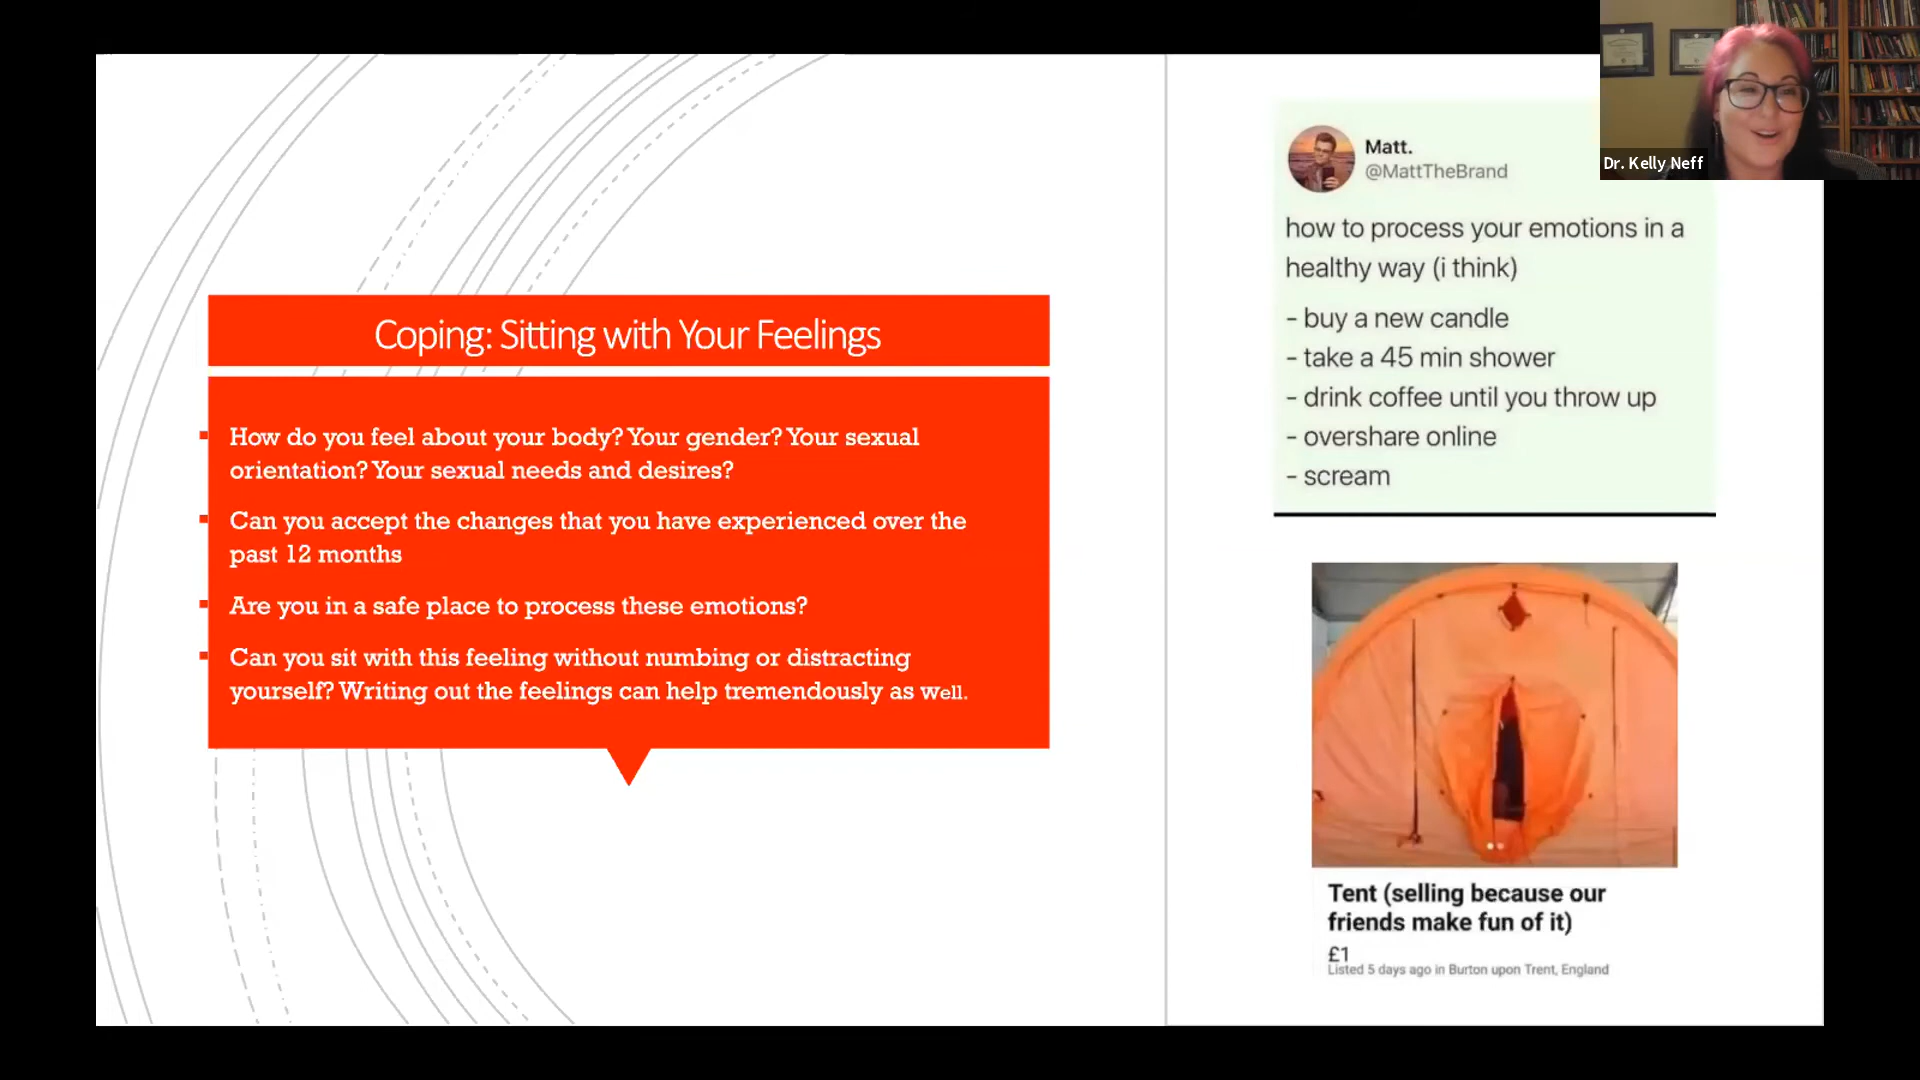 Coping: Sitting with Your Feelings
How do you feel about your body? Your gender? Your sexual
orientation? Your sexual needs and desires?
Can you accept the changes that you have experienced over the
past 12 months
Are you in a safe place to process these emotions?
Can you sit with this feeling without numbing or distracting
yourself? Writing out the feelings can help tremendously as well.
Matt.
@MattTheBrand
how to process your emotions in a
healthy way (i think)
- buy a new candle
- take a 45 min shower
- drink coffee until you throw up
- overshare online
- scream
Tent (selling because our
friends make fun of it)
£1
Listed 5 days ago in Burton upon Trent, England
Dr. Kelly Neff